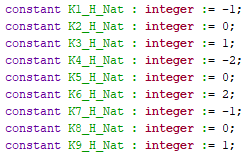 constant K1_H_Nat : integer := -1;
constant K2_H_Nat : integer := 0;
constant K3_H_Nat : integer := 1;
constant K4_H_Nat : integer := -2;
constant K5_H_Nat : integer := 0;
constant K6_H_Nat : integer := 2;
constant K7_H_Nat : integer := -1;
constant K8_H_Nat : integer := 0;
constant K9_H_Nat : integer := 1;